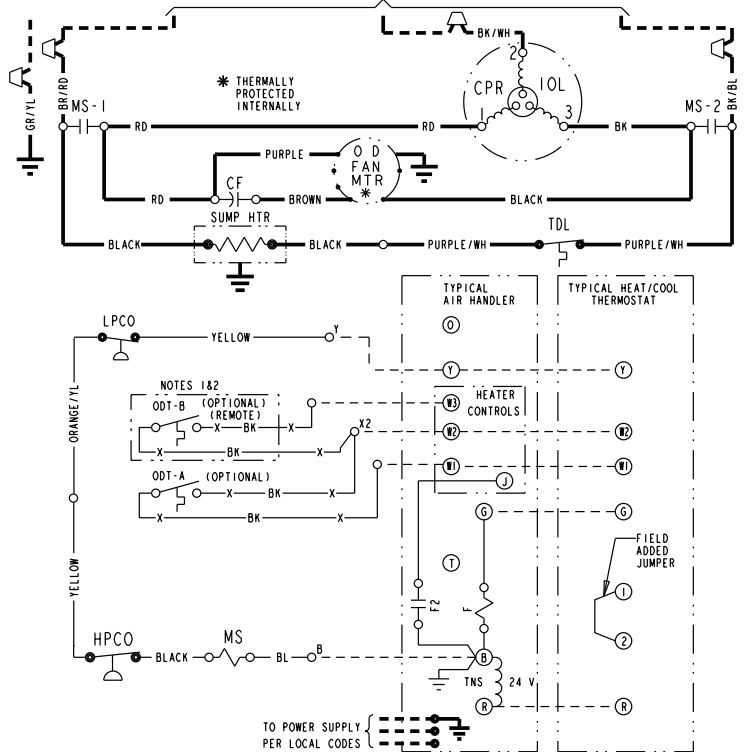 BK/WH
2
GR/YL
BR/RD
✱ THERMALLY
PROTECTED
INTERNALLY
CPR
IOL
BK/BL
MS-1
1
3
MS-2
RD
RD
BK
PURPLE
O D
FAN
MTR
✱
CF
RD
BROWN
BLACK
SUMP HTR
TDL
BLACK
BLACK
PURPLE/WH
PURPLE/WH
TYPICAL
AIR HANDLER
TYPICAL HEAT/COOL
THERMOSTAT
LPCO
O
YELLOW
Y
Y
Y
NOTES 1&2
HEATER
CONTROLS
ODT-B
(OPTIONAL)
(REMOTE)
W3
ORANGE/YL
X
BK
X
X2
W2
W2
X
BK
X
ODT-A
(OPTIONAL)
W1
W1
J
X
BK
X
X
BK
X
G
G
FIELD
ADDED
JUMPER
T
YELLOW
F2
F
1
2
HPCO
MS
BLACK
BL
B
B
TNS
24 V
R
R
TO POWER SUPPLY
PER LOCAL CODES